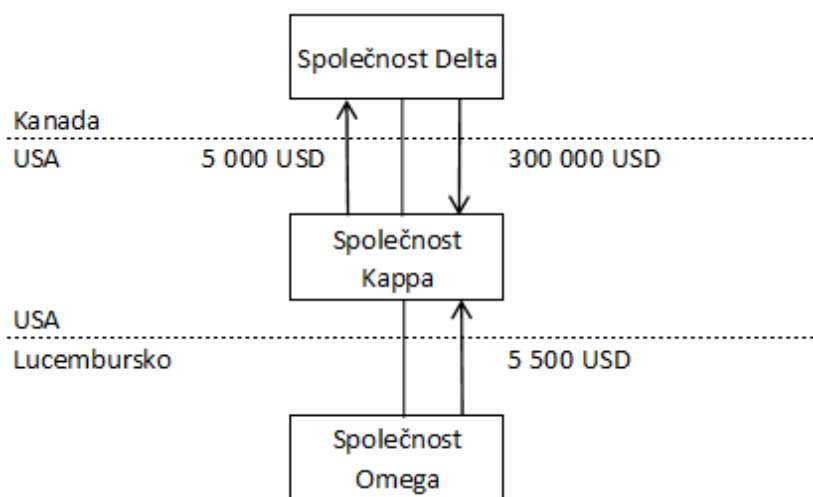 Společnost Delta
Kanada
USA 5 000 USD 300 000 USD
Společnost
Kappa
USA
Lucembursko 5 500 USD
Společnost
Omega